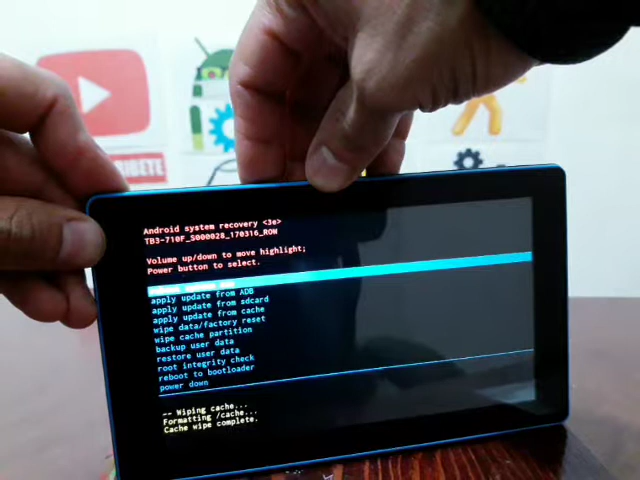 IBETE
Android system recovery <3e>
TB3-710F_S000028_170316_ROW
Volume up/down to move highlight;
Power button to select.
apply update from ADB
apply update from sdcard
apply update from cache
wipe data/factory reset
wipe cache partition
backup user data
restore user data
root integrity check
reboot to bootloader
power down
-- Wiping cache...
Formatting /cache...
Cache wipe complete.